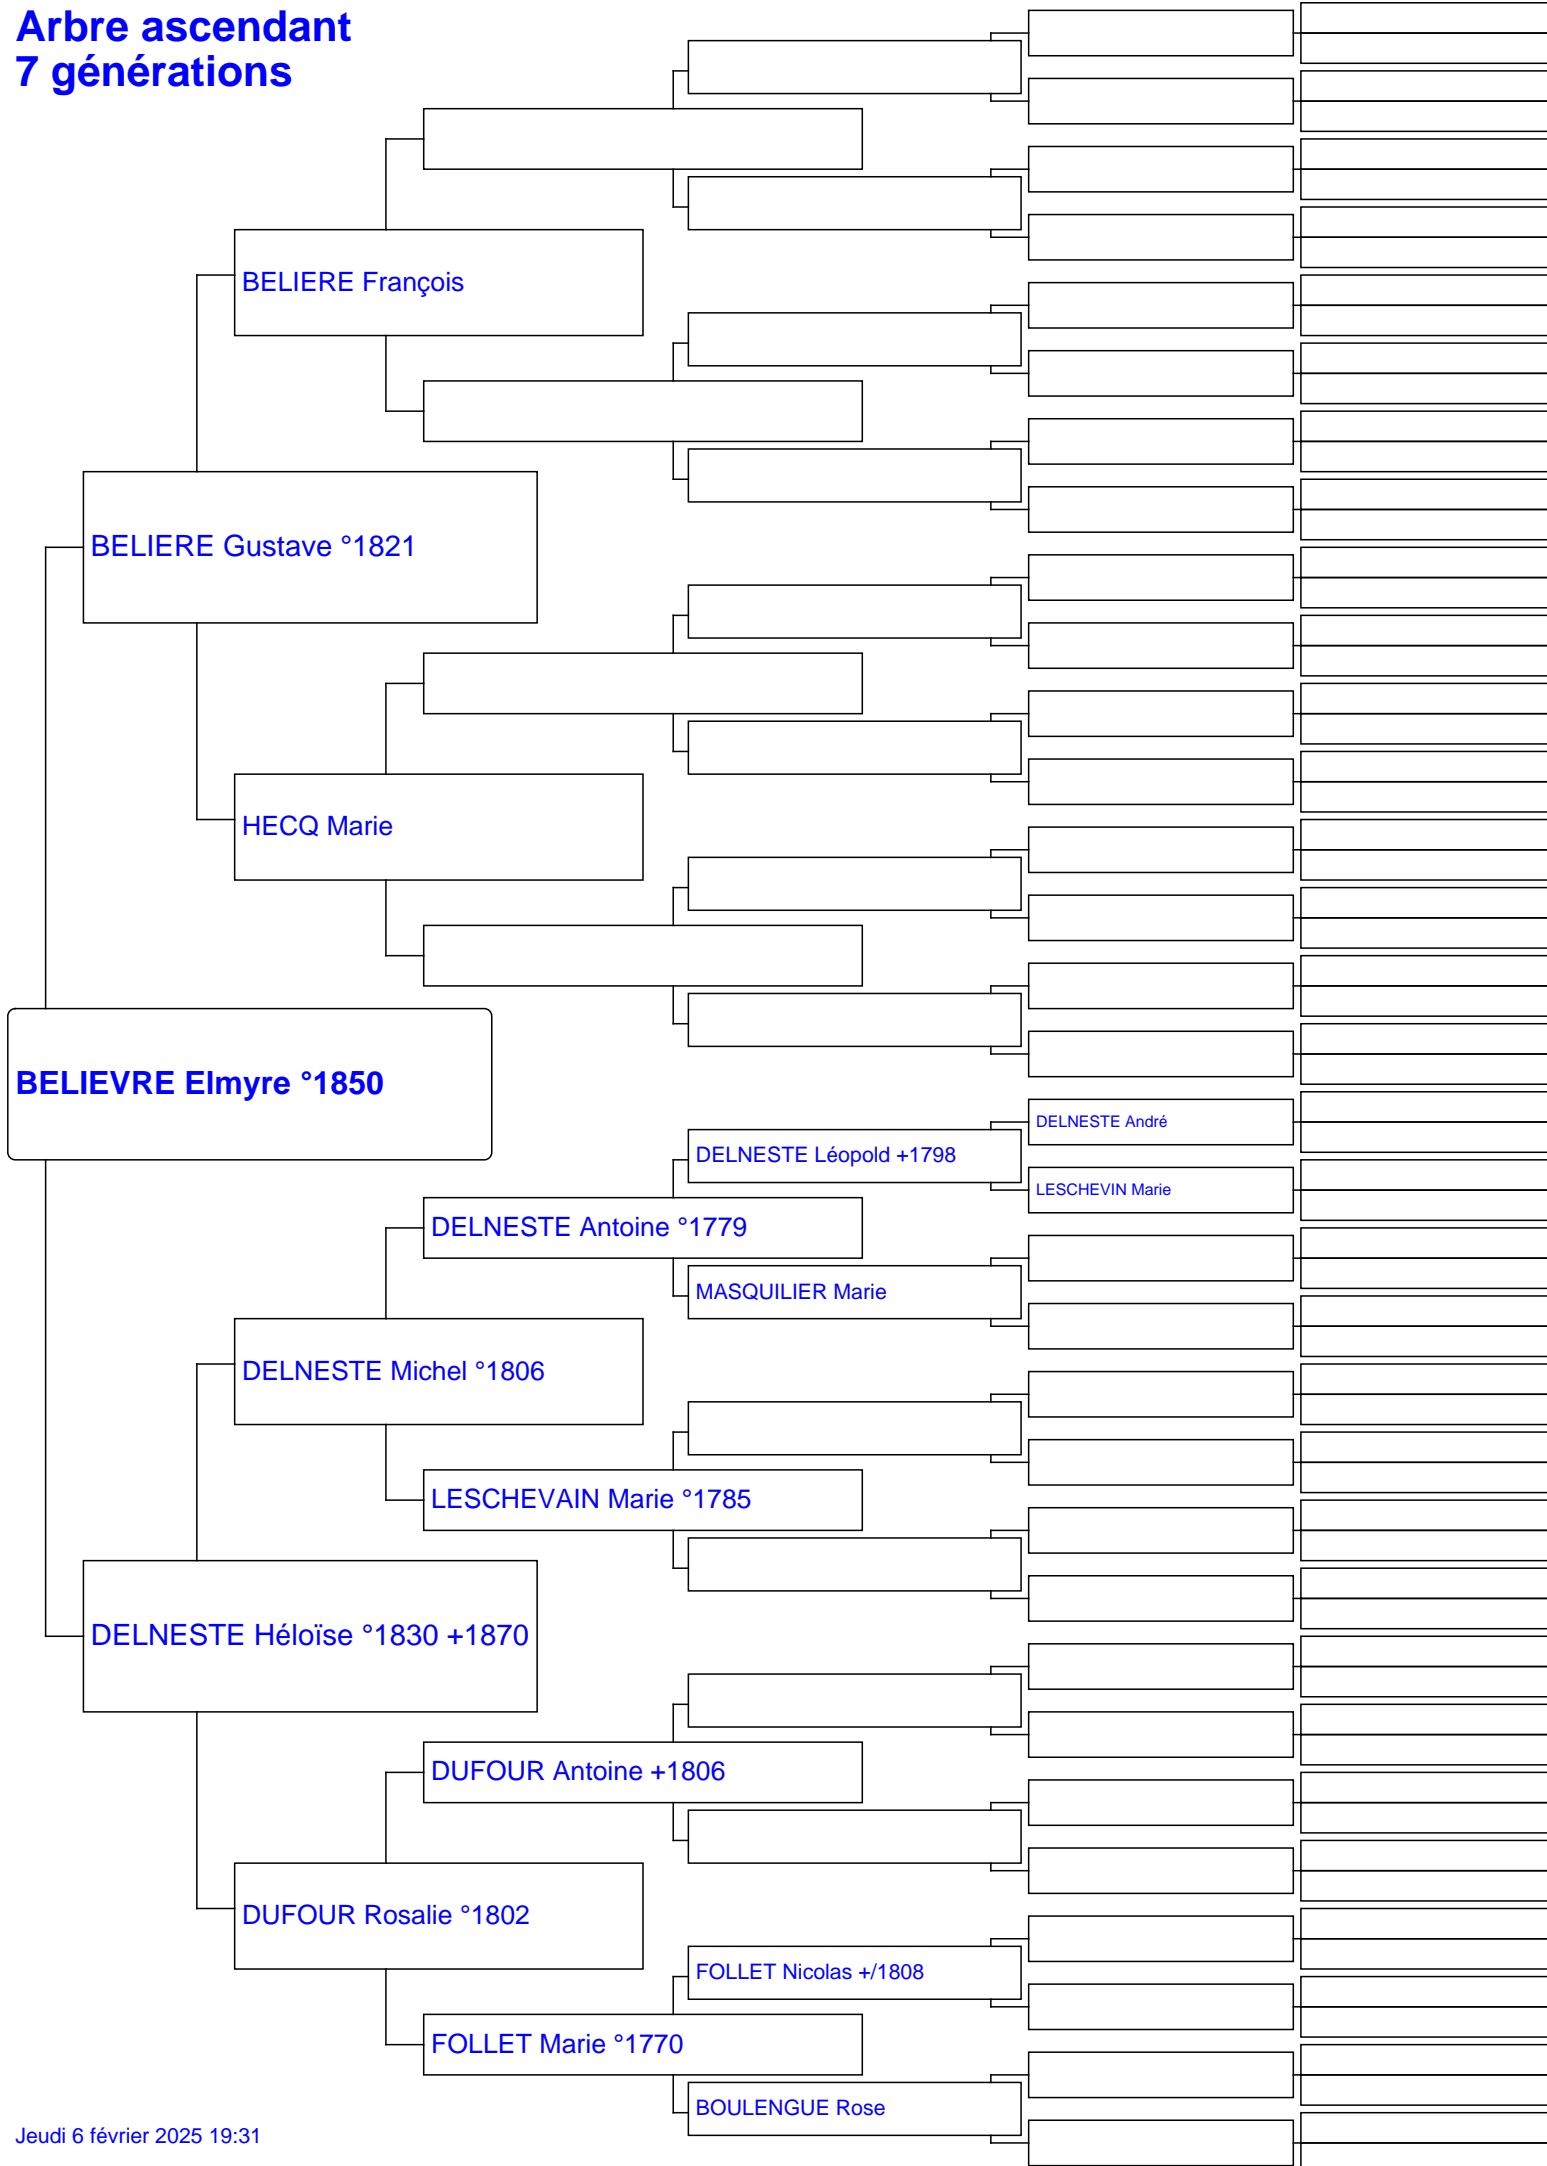 Arbre ascendant
7 générations
BELIERE François
BELIERE Gustave °1821
HECQ Marie
BELIEVRE Elmyre °1850
DELNESTE André
DELNESTE Léopold +1798
LESCHEVIN Marie
DELNESTE Antoine °1779
MASQUILIER Marie
DELNESTE Michel °1806
LESCHEVAIN Marie °1785
DELNESTE Héloïse °1830 +1870
DUFOUR Antoine +1806
DUFOUR Rosalie °1802
FOLLET Nicolas +/1808
FOLLET Marie °1770
BOULENGUE Rose
Jeudi 6 février 2025 19:31